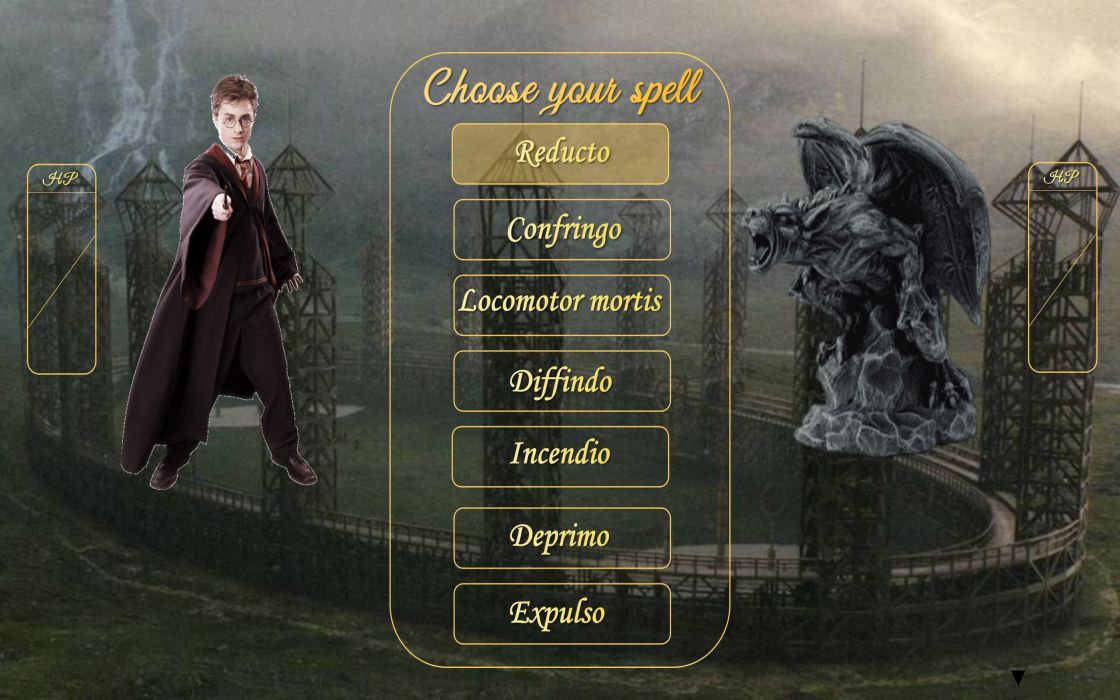 Choose your spell
HP
Reducto
HP
Confringo
Locomotor mortis
Diffindo
Incendio
Deprimo
Expulso